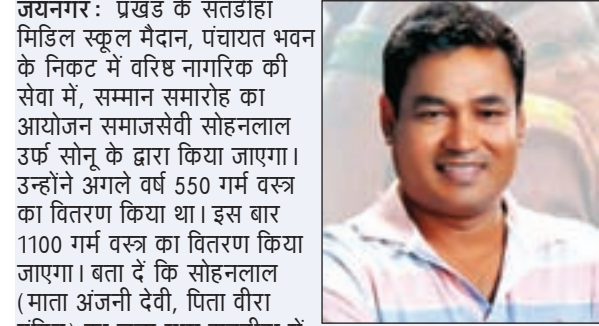 जयनगर : प्रखंड के सतडीहा
मिडिल स्कूल मैदान, पंचायत भवन
के निकट में वरिष्ठ नागरिक की
सेवा में, सम्मान समारोह का
आयोजन समाजसेवी सोहनलाल
उर्फ सोनू के द्वारा किया जाएगा।
उन्होंने अगले वर्ष 550 गर्म वस्त्र
का वितरण किया था। इस बार
1100 गर्म वस्त्र का वितरण किया
जाएगा। बता दें कि सोहनलाल
(माता अंजनी देवी, पिता वीरा